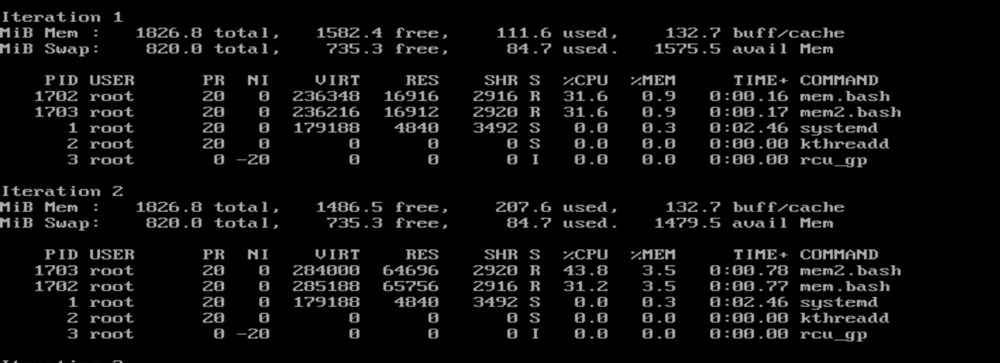 Iteration 1
MiB Mem :   1826.8 total,   1582.4 free,    111.6 used,    132.7 buff/cache
MiB Swap:    820.0 total,    735.3 free,     84.7 used.   1575.5 avail Mem
    PID USER      PR  NI    VIRT    RES    SHR S  %CPU  %MEM     TIME+ COMMAND
   1702 root      20   0  236348  16916   2916 R  31.6   0.9   0:00.16 mem.bash
   1703 root      20   0  236216  16912   2920 R  31.6   0.9   0:00.17 mem2.bash
      1 root      20   0  179188   4840   3492 S   0.0   0.3   0:02.46 systemd
      2 root      20   0       0      0      0 S   0.0   0.0   0:00.00 kthreadd
      3 root       0 -20       0      0      0 I   0.0   0.0   0:00.00 rcu_gp
Iteration 2
MiB Mem :   1826.8 total,   1486.5 free,    207.6 used,    132.7 buff/cache
MiB Swap:    820.0 total,    735.3 free,     84.7 used.   1479.5 avail Mem
    PID USER      PR  NI    VIRT    RES    SHR S  %CPU  %MEM     TIME+ COMMAND
   1703 root      20   0  284000  64696   2920 R  43.8   3.5   0:00.78 mem2.bash
   1702 root      20   0  285188  65756   2916 R  31.2   3.5   0:00.77 mem.bash
      1 root      20   0  179188   4840   3492 S   0.0   0.3   0:02.46 systemd
      2 root      20   0       0      0      0 S   0.0   0.0   0:00.00 kthreadd
      3 root       0 -20       0      0      0 I   0.0   0.0   0:00.00 rcu_gp